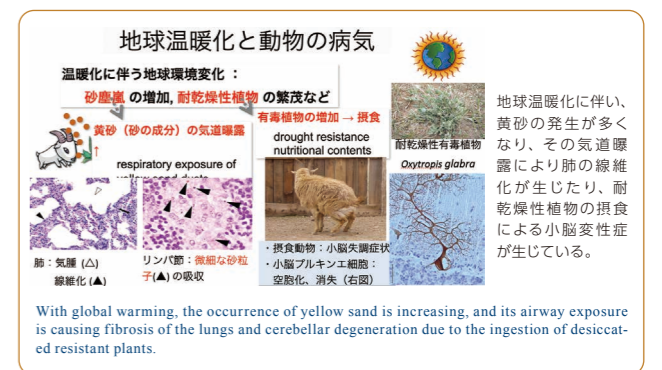 地球温暖化と動物の病気
温暖化に伴う地球環境変化 :
砂塵嵐 の増加, 耐乾燥性植物 の繁茂など
黄砂（砂の成分）の気道曝露
↑
respiratory exposure of
yellow sand dusts
有毒植物の増加 → 摂食
drought resistance
nutritional contents
耐乾燥性有毒植物
Oxytropis glabra
肺：気腫（△）
線維化（▲）
リンパ節：微細な砂粒
子(▲) の吸収
・摂食動物：小脳失調症状
・小脳プルキンエ細胞：
空胞化、消失（右図）
地球温暖化に伴い、
黄砂の発生が多く
なり、その気道曝
露により肺の線維
化が生じたり、耐
乾燥性植物の摂食
による小脳変性症
が生じている。
With global warming, the occurrence of yellow sand is increasing, and its airway exposure
is causing fibrosis of the lungs and cerebellar degeneration due to the ingestion of desiccat-
ed resistant plants.